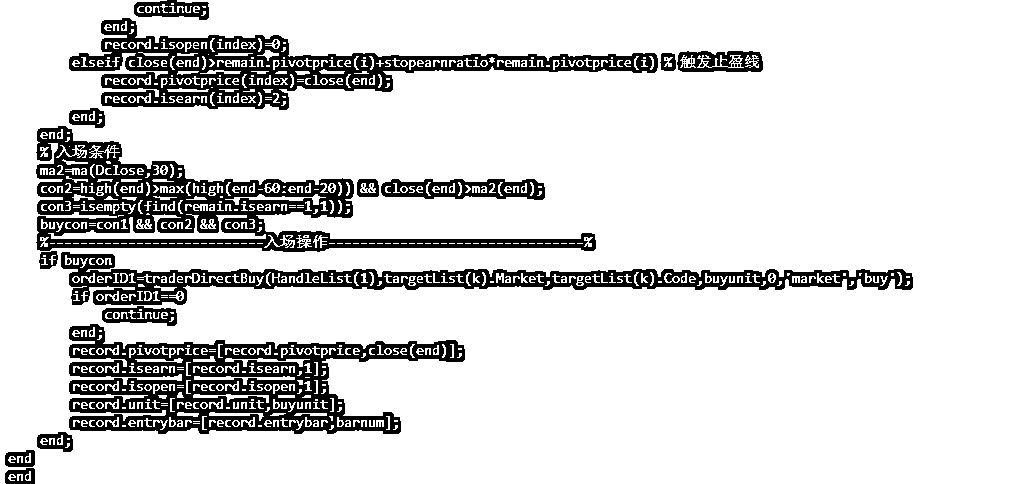 continue;
end;
record.isopen(index)=0;
elseif close(end)>remain.pivotprice(i)+stopearnratio*remain.pivotprice(i) % 触发止盈线
record.pivotprice(index)=close(end);
record.isearn(index)=2;
end;
end;
% 入场条件
ma2=ma(Dclose,30);
con2=high(end)>max(high(end-60:end-20)) && close(end)>ma2(end);
con3=isempty(find(remain.isearn==1,1));
buycon=con1 && con2 && con3;
%---------------------------入场操作--------------------------------%
if buycon
orderID1=traderDirectBuy(HandleList(1),targetList(k).Market,targetList(k).Code,buyunit,0,'market','buy');
if orderID1==0
continue;
end;
record.pivotprice=[record.pivotprice,close(end)];
record.isearn=[record.isearn,1];
record.isopen=[record.isopen,1];
record.unit=[record.unit,buyunit];
record.entrybar=[record.entrybar,barnum];
end;
end
end